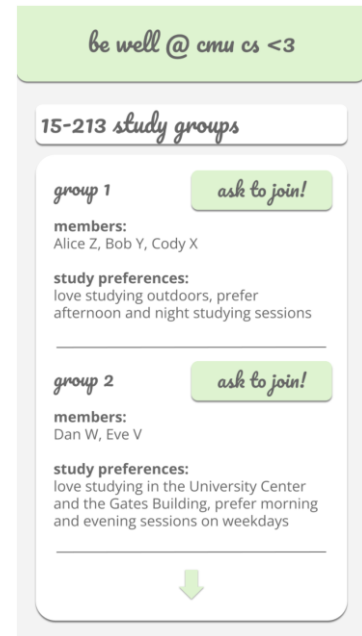 be well @ cmu cs <3
15-213 study groups
group 1
ask to join!
members:
Alice Z, Bob Y, Cody X
study preferences:
love studying outdoors, prefer
afternoon and night studying sessions
group 2
ask to join!
members:
Dan W, Eve V
study preferences:
love studying in the University Center
and the Gates Building, prefer morning
and evening sessions on weekdays